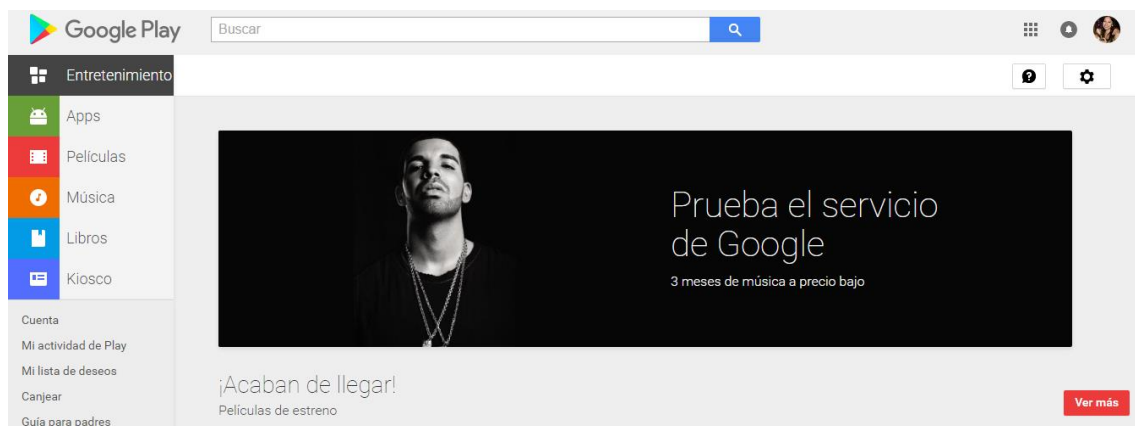 Google Play
Buscar
Entretenimiento
Apps
Películas
Música
Libros
Kiosco
Cuenta
Mi actividad de Play
Mi lista de deseos
Canjear
Guía para padres
Prueba el servicio
de Google
3 meses de música a precio bajo
¡Acaban de llegar!
Películas de estreno
Ver más